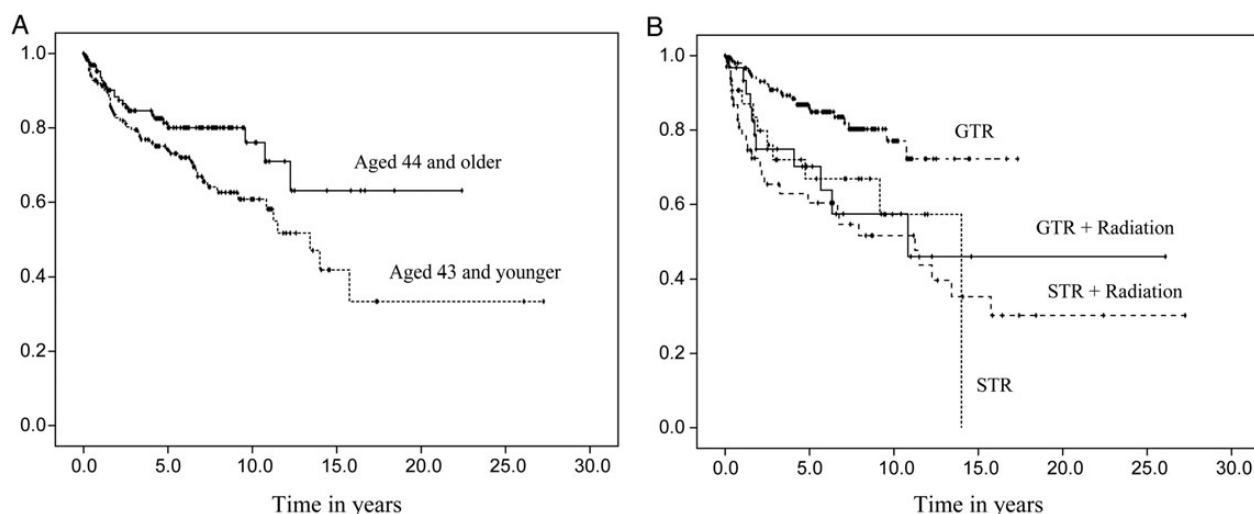 A
1.0
0.8
0.6
0.4
0.2
0.0
Aged 44 and older
Aged 43 and younger
0.0 5.0 10.0 15.0 20.0 25.0 30.0
Time in years
B
1.0
0.8
0.6
0.4
0.2
0.0
GTR
GTR + Radiation
STR + Radiation
STR
0.0 5.0 10.0 15.0 20.0 25.0 30.0
Time in years